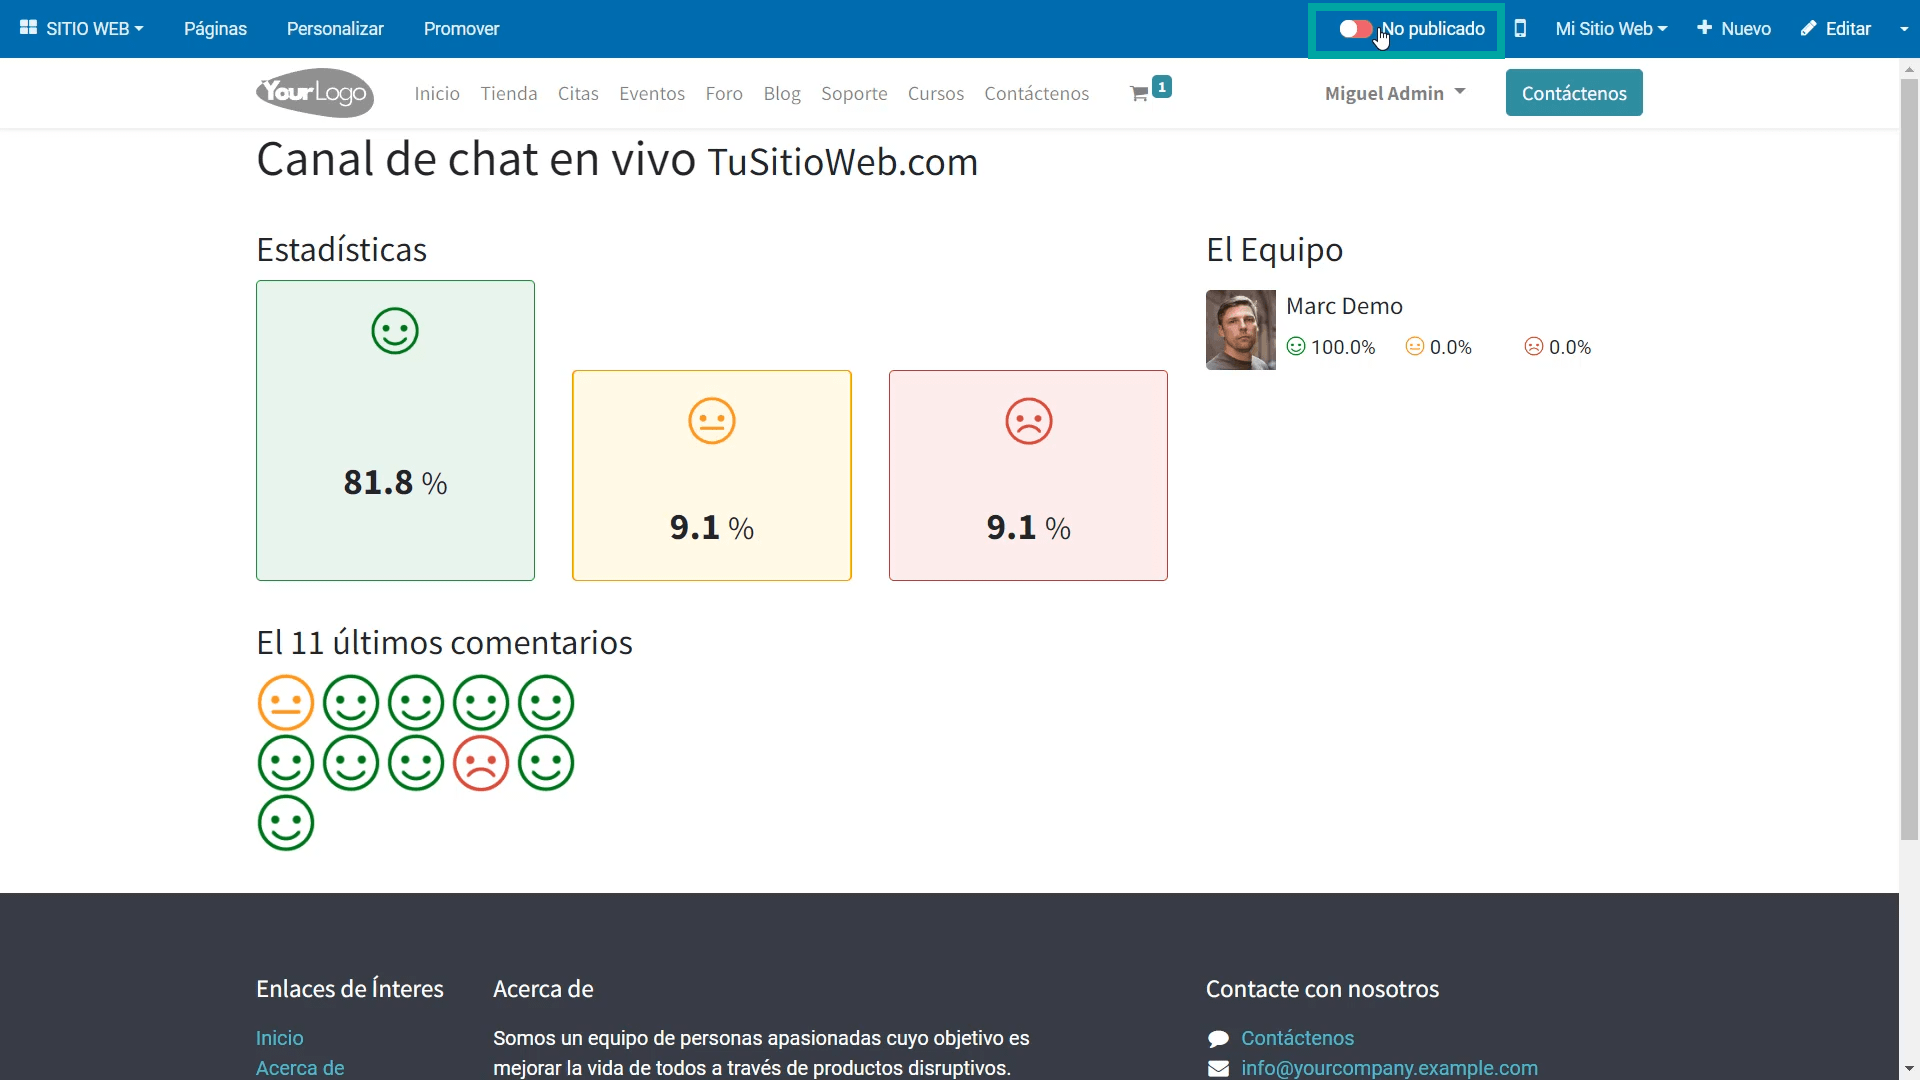 SITIO WEB Páginas Personalizar Promover No publicado Mi Sitio Web Nuevo Editar
YourLogo Inicio Tienda Citas Eventos Foro Blog Soporte Cursos Contáctenos 1 Miguel Admin Contáctenos
Canal de chat en vivo TuSitioWeb.com
Estadísticas
81.8 %
9.1 %
9.1 %
El Equipo
Marc Demo
100.0% 0.0% 0.0%
El 11 últimos comentarios
Enlaces de Ínteres
Inicio
Acerca de
Acerca de
Somos un equipo de personas apasionadas cuyo objetivo es
mejorar la vida de todos a través de productos disruptivos.
Contacte con nosotros
Contáctenos
info@yourcompany.example.com